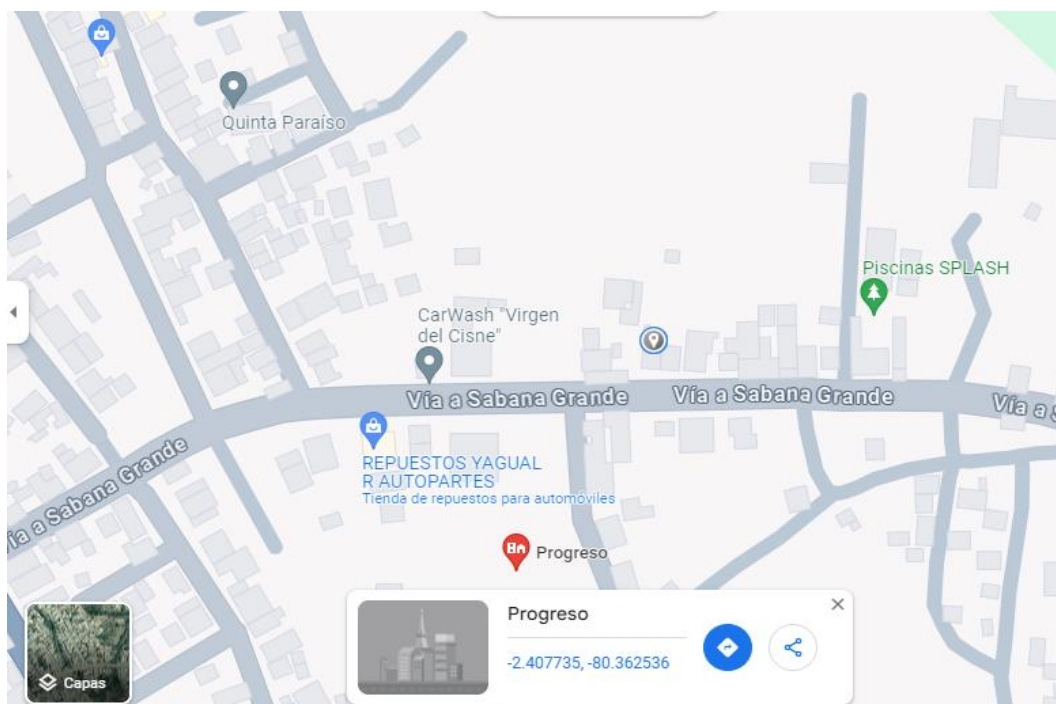 Quinta Paraíso
Piscinas SPLASH
CarWash "Virgen
del Cisne"
Vía a Sabana Grande
Vía a Sabana Grande
Vía a S
REPUESTOS YAGUAL
R AUTOPARTES
Tienda de repuestos para automóviles
ía a Sabana Grande
Progreso
Progreso
-2.407735, -80.362536
Capas